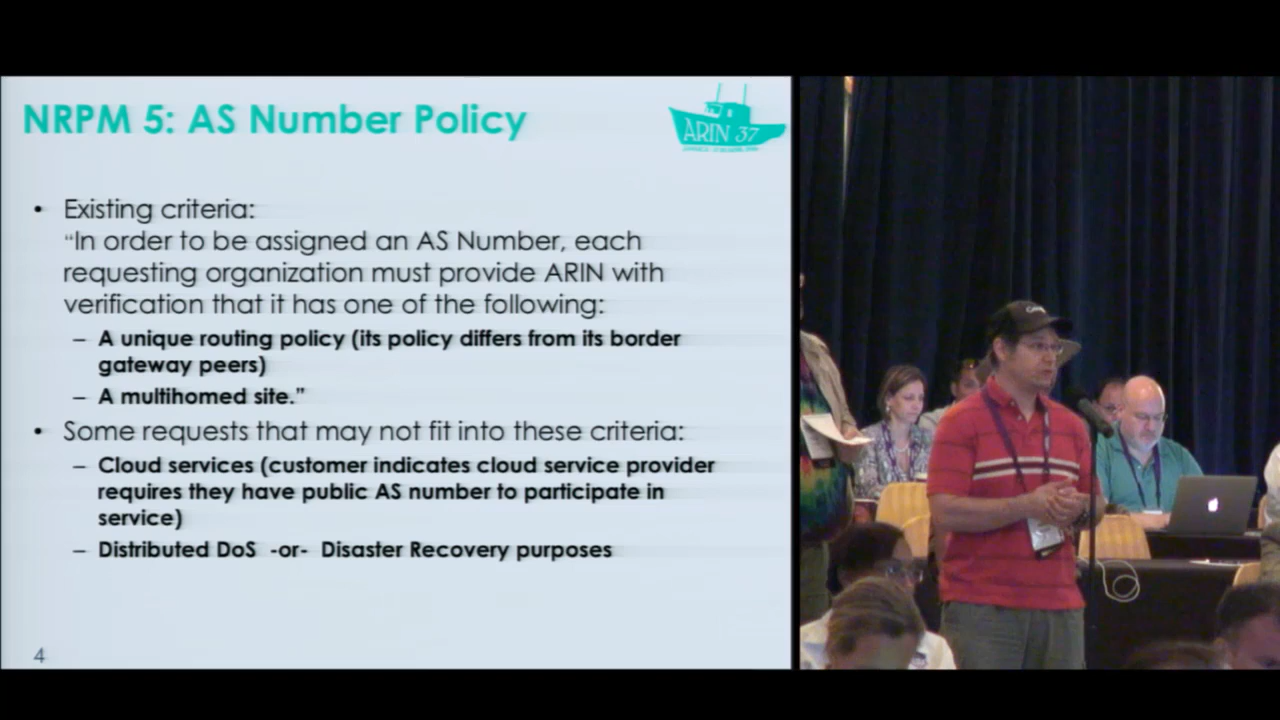 NRPM 5: AS Number Policy
ARIN 37
• Existing criteria:
“In order to be assigned an AS Number, each
requesting organization must provide ARIN with
verification that it has one of the following:
– A unique routing policy (its policy differs from its border
gateway peers)
– A multihomed site.”
• Some requests that may not fit into these criteria:
– Cloud services (customer indicates cloud service provider
requires they have public AS number to participate in
service)
– Distributed DoS -or- Disaster Recovery purposes
4